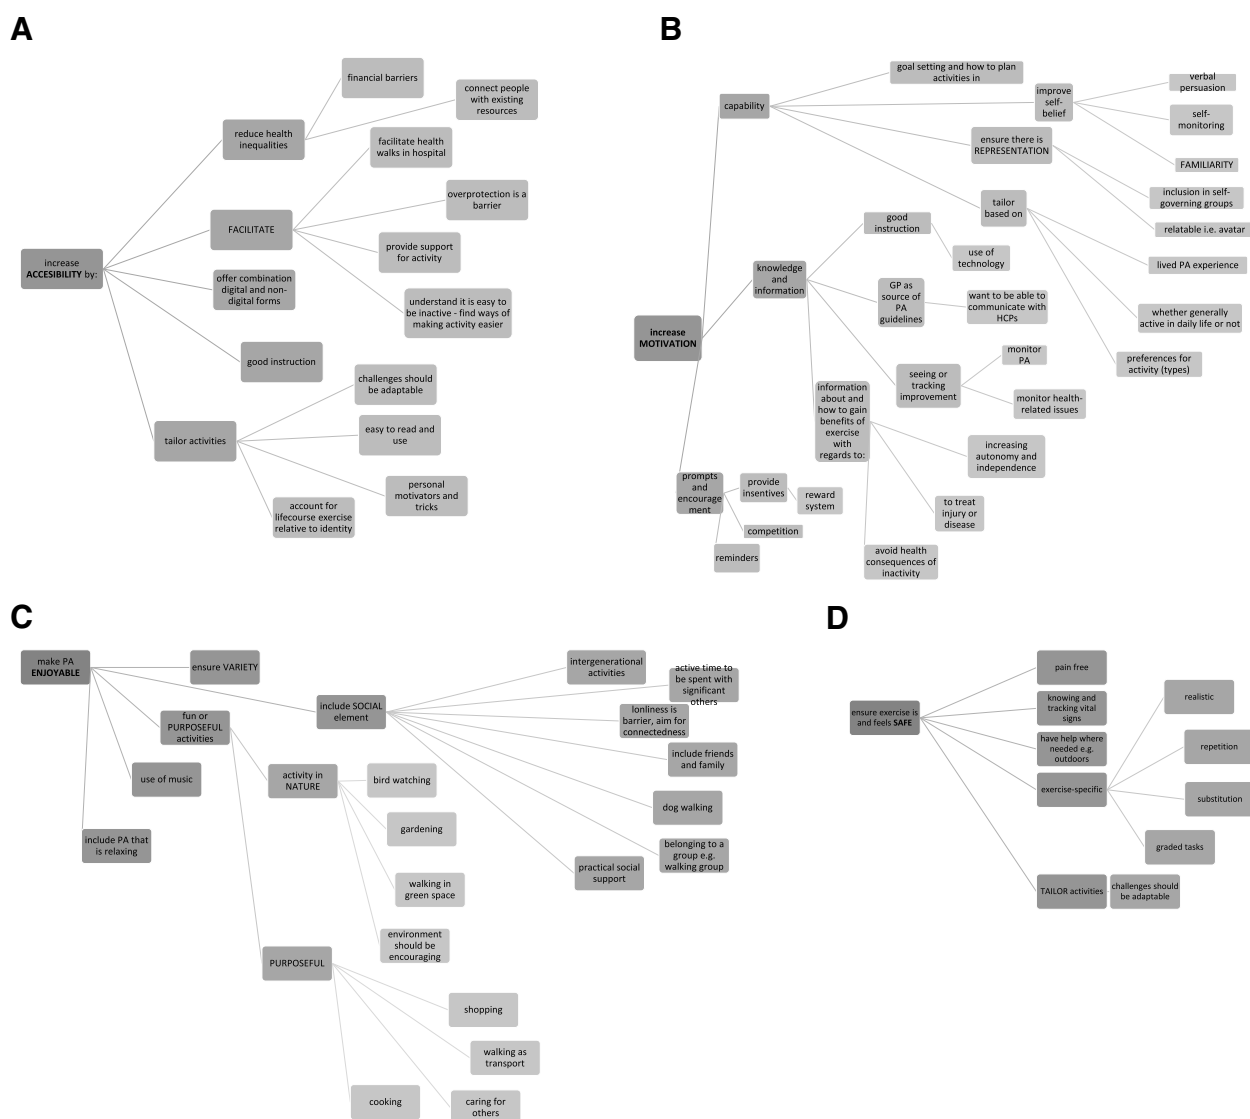 A
increase
ACCESIBILITY by:
reduce health
inequalities
financial barriers
connect people
with existing
resources
FACILITATE
facilitate health
walks in hospital
overprotection is a
barrier
provide support
for activity
understand it is easy to
be inactive - find ways of
making activity easier
offer combination
digital and non-
digital forms
good instruction
tailor activities
challenges should
be adaptable
easy to read and
use
personal
motivators and
tricks
account for
lifecourse exercise
relative to identity
B
increase
MOTIVATION
capability
goal setting and how to plan
activities in
improve
self-
belief
verbal
persuasion
self-
monitoring
FAMILIARITY
ensure there is
REPRESENTATION
inclusion in self-
governing groups
relatable i.e. avatar
tailor
based on
lived PA experience
whether generally
active in daily life or not
preferences for
activity (types)
knowledge
and
information
good
instruction
use of
technology
GP as
source of
PA
guidelines
want to be able to
communicate with
HCPs
seeing or
tracking
improvement
monitor
PA
monitor health-
related issues
information
about and
how to gain
benefits of
exercise
with
regards to:
increasing
autonomy and
independence
to treat
injury or
disease
avoid health
consequences of
inactivity
prompts
and
encourage
ment
provide
incentives
reward
system
competition
reminders
C
make PA
ENJOYABLE
ensure VARIETY
include SOCIAL
element
intergenerational
activities
active time to
be spent with
significant
others
lonliness is
barrier, aim for
connectedness
include friends
and family
dog walking
belonging to a
group e.g.
walking group
practical social
support
fun or
PURPOSEFUL
activities
activity in
NATURE
bird watching
gardening
walking in
green space
environment
should be
encouraging
PURPOSEFUL
shopping
walking as
transport
caring for
others
cooking
use of music
include PA that
is relaxing
D
ensure exercise is
and feels SAFE
pain free
knowing and
tracking vital
signs
have help where
needed e.g.
outdoors
exercise-specific
realistic
repetition
substitution
graded tasks
TAILOR activities
challenges should
be adaptable